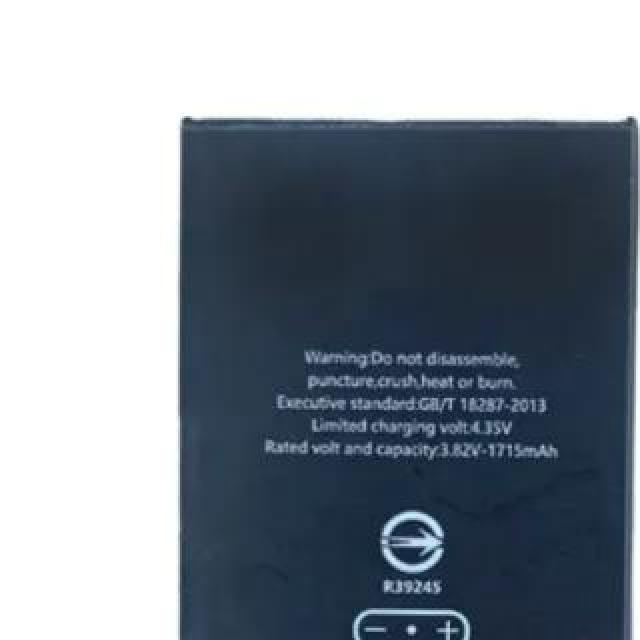 Warning:Do not disassemble,
puncture,crush,heat or burn.
Executive standard:GB/T 18287-2013
Limited charging volt:4.35V
Rated volt and capacity:3.82V-1715mAh
R39245
− +